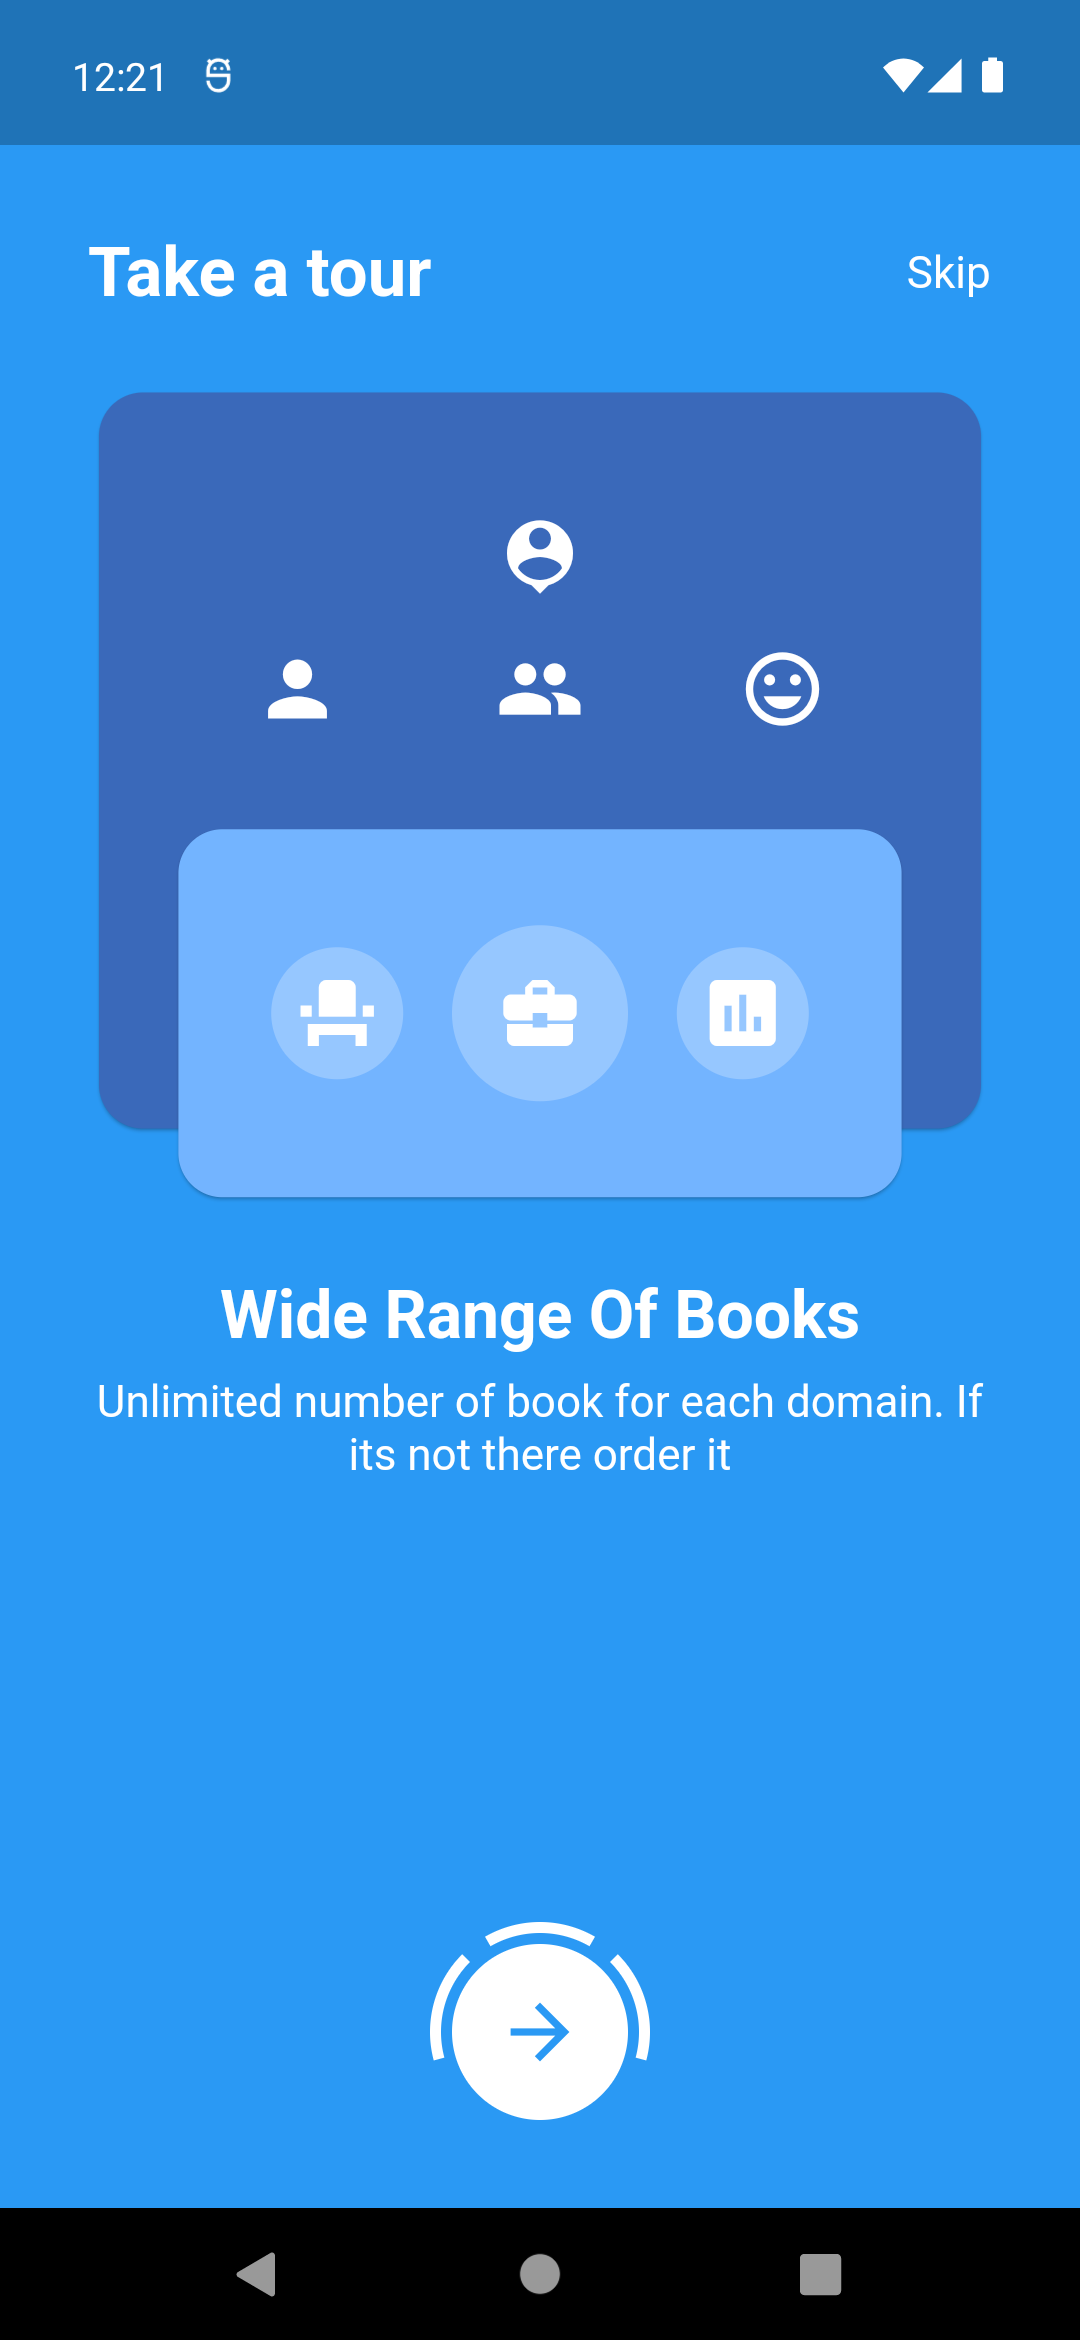 12:21
Take a tour
Skip
Wide Range Of Books
Unlimited number of book for each domain. If
its not there order it